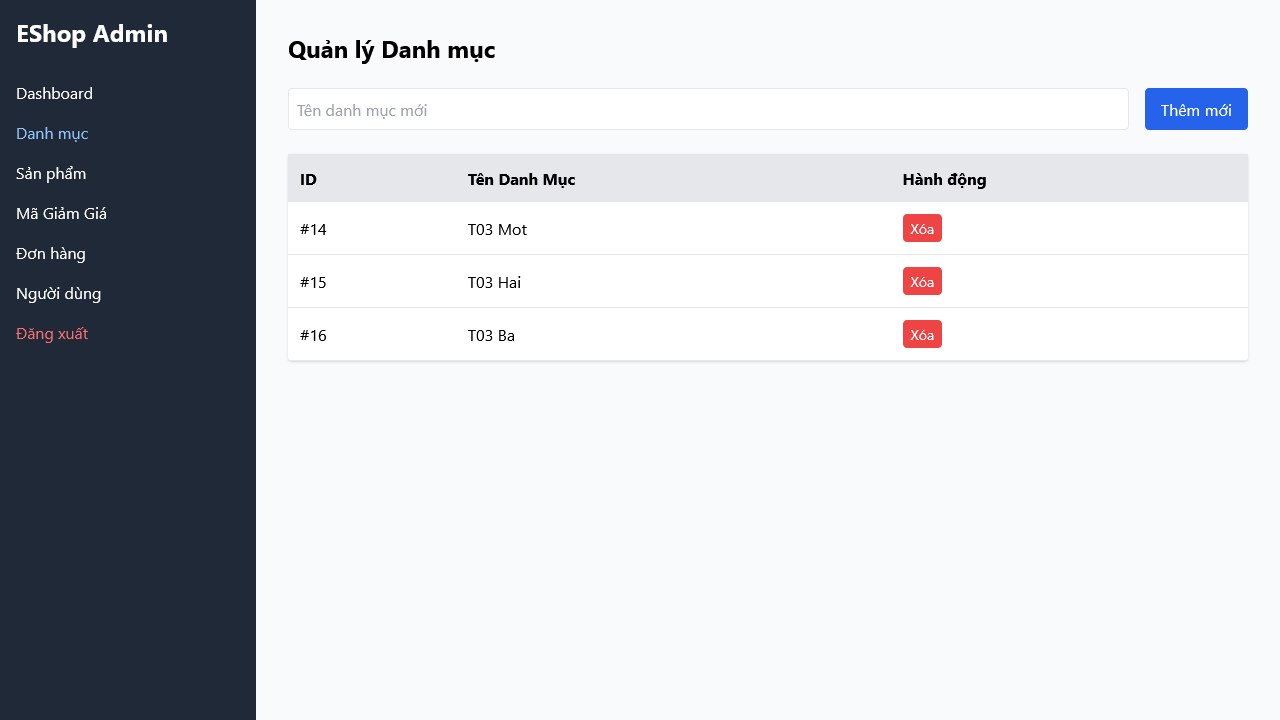 EShop Admin
Dashboard
Danh mục
Sản phẩm
Mã Giảm Giá
Đơn hàng
Người dùng
Đăng xuất
Quản lý Danh mục
Tên danh mục mới
Thêm mới
ID Tên Danh Mục Hành động
#14 T03 Mot Xóa
#15 T03 Hai Xóa
#16 T03 Ba Xóa